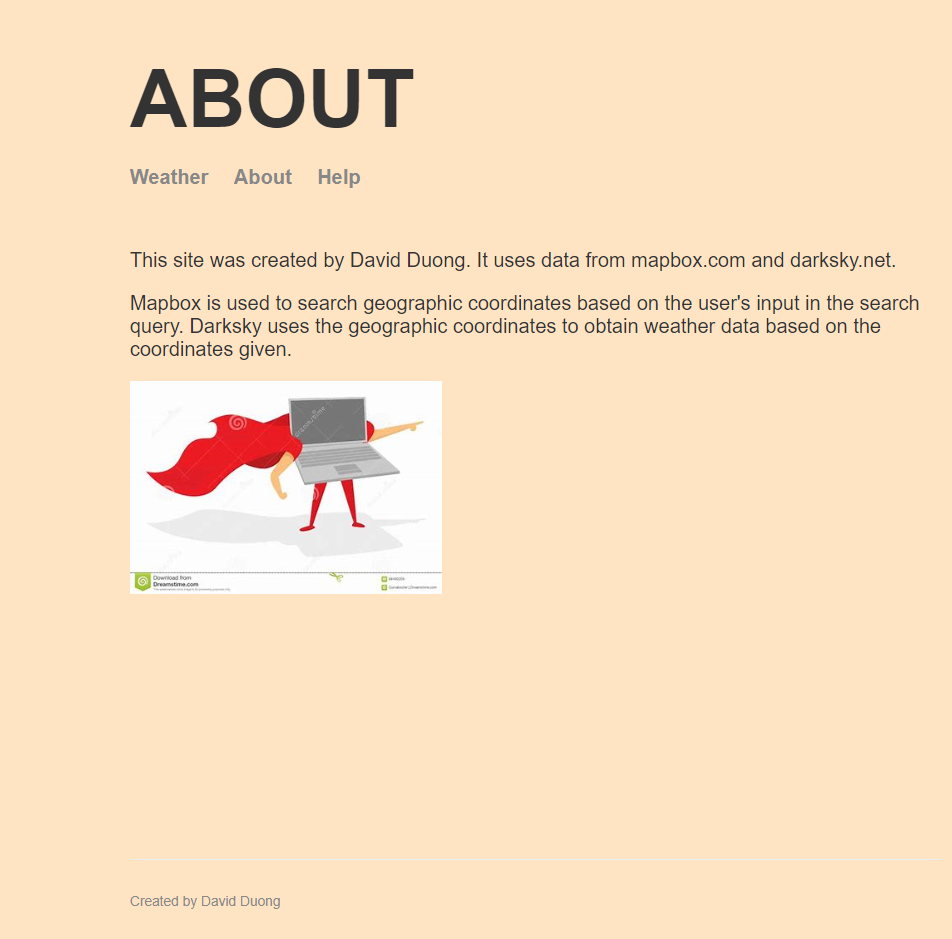 ABOUT
Weather About Help
This site was created by David Duong. It uses data from mapbox.com and darksky.net.
Mapbox is used to search geographic coordinates based on the user's input in the search
query. Darksky uses the geographic coordinates to obtain weather data based on the
coordinates given.
Download from
Dreamstime.com
Created by David Duong